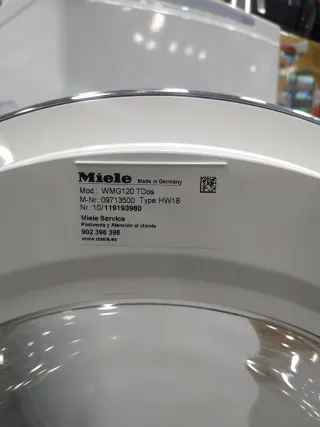 Miele Made in Germany
Mod.: WMG120 TDos
M-Nr. 09713500 Type: HW18
Nr. 10/119193980
Miele Service
Postventa y Atención al cliente
902 398 398
www.miele.es